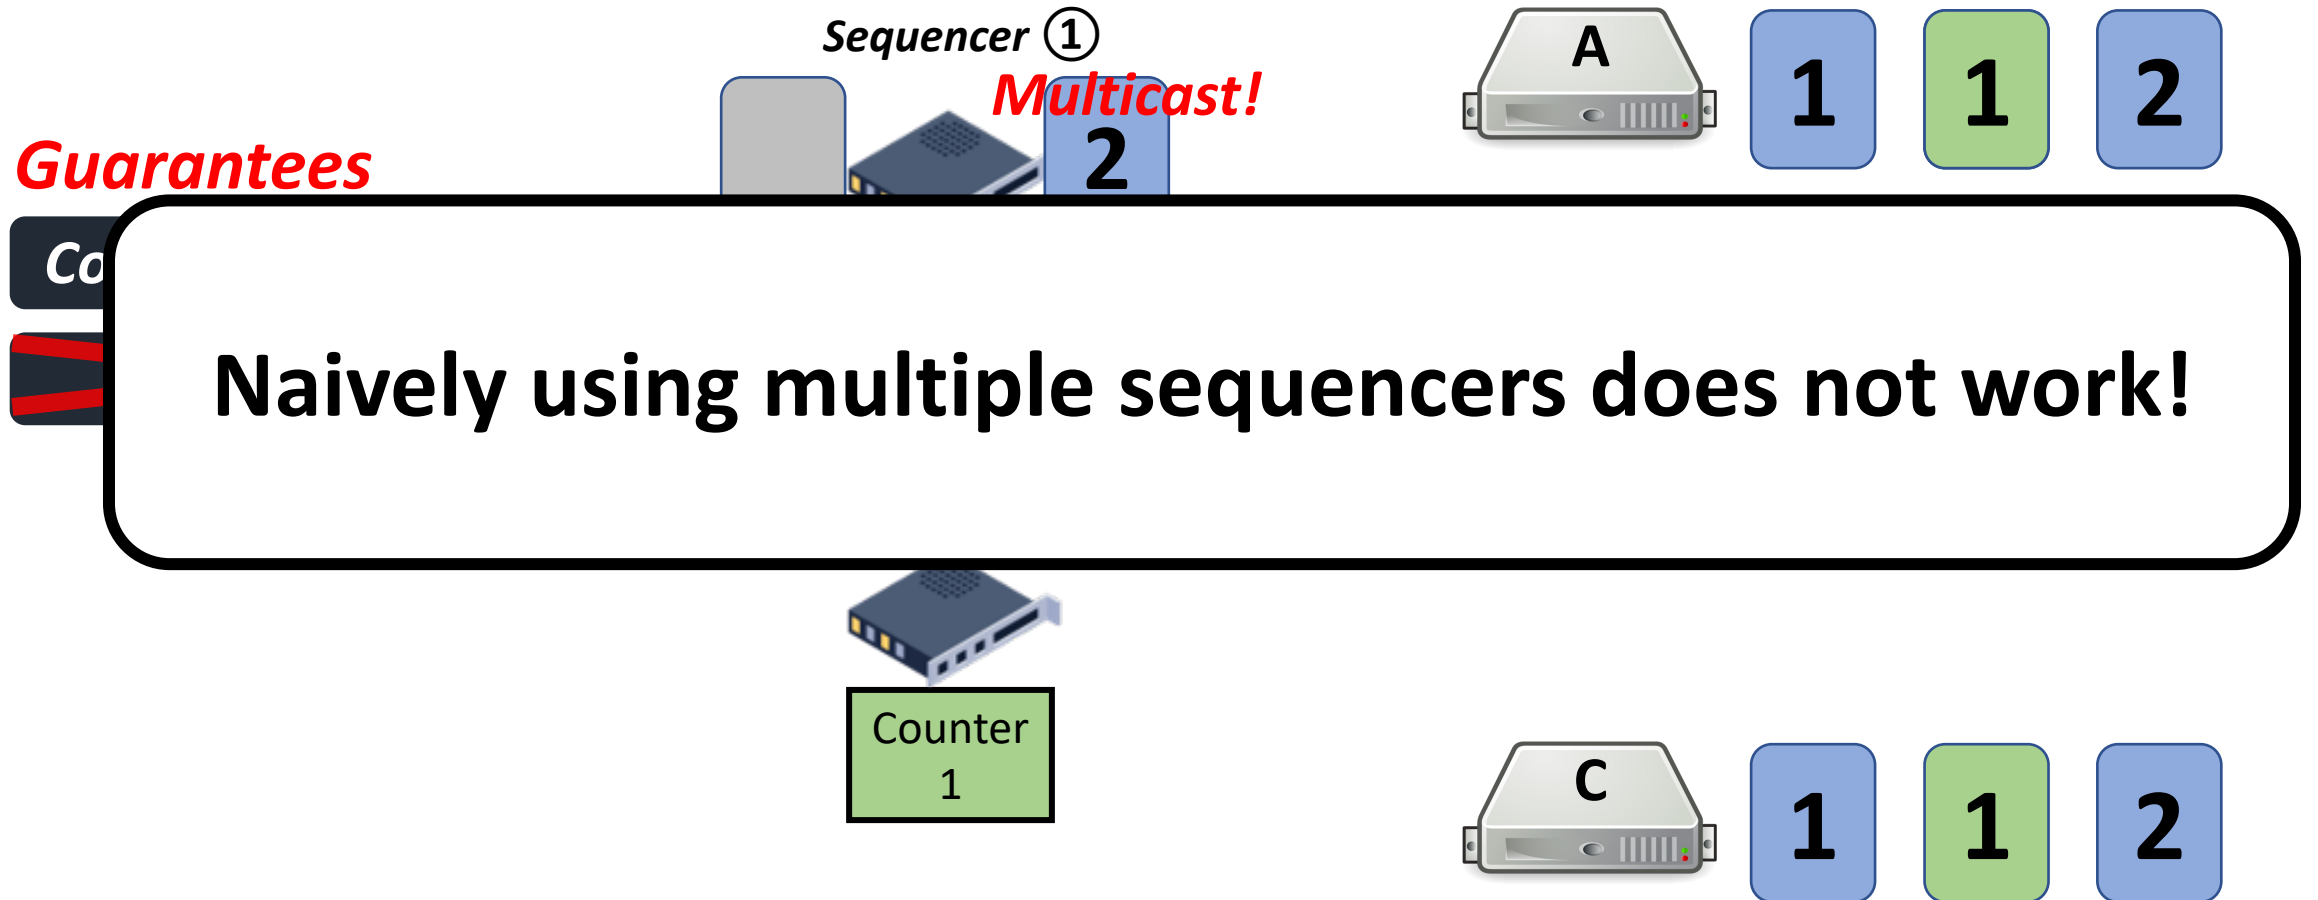 Sequencer ①
Multicast!
2
A
1 1 2
Guarantees
Naively using multiple sequencers does not work!
Counter
1
C
1 1 2